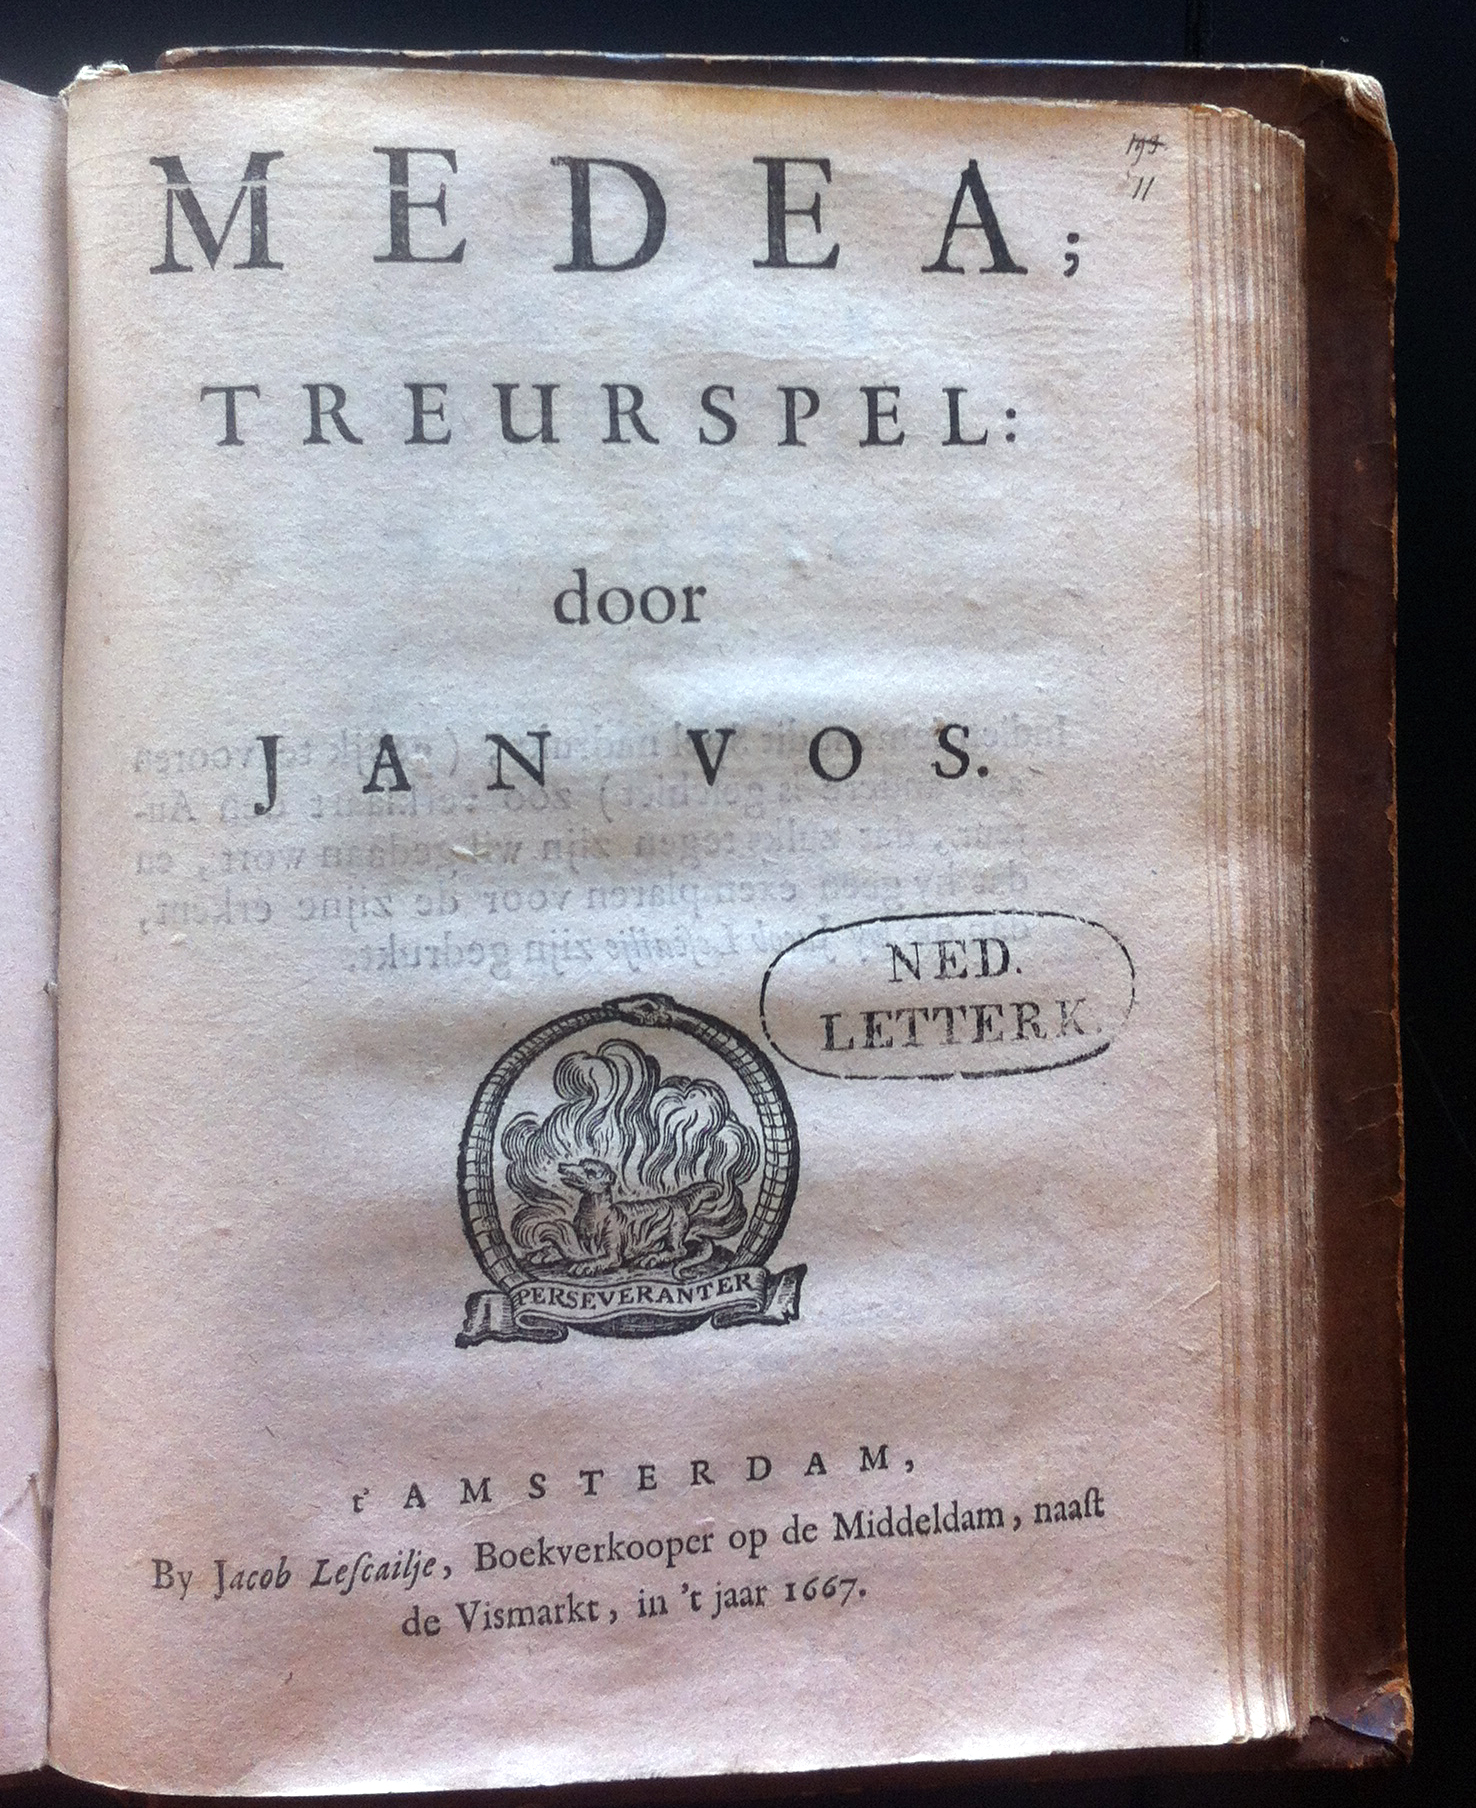 MEDEA;
11
TREURSPEL:
door
JAN VOS.
NED.
LETTERK.
PERSEVERANTER
t' AMSTERDAM,
By Jacob Leſcailje, Boekverkooper op de Middeldam, naaſt
de Vismarkt, in 't jaar 1667.